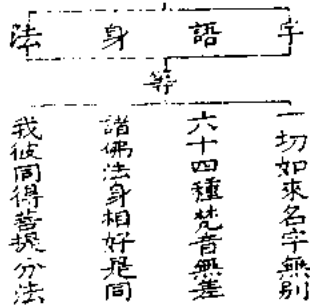 字
語
身
法
等
一切如來名字無別
六十四種梵音無差
諸佛法身相好是同
我彼同得菩提分法